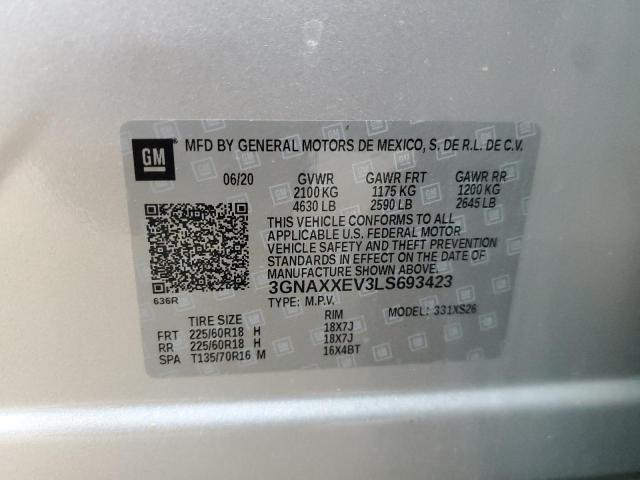 GM MFD BY GENERAL MOTORS DE MEXICO, S. DE R.L. DE C.V.
06/20 GVWR GAWR FRT GAWR RR
2100 KG 1175 KG 1200 KG
4630 LB 2590 LB 2645 LB
THIS VEHICLE CONFORMS TO ALL
APPLICABLE U.S. FEDERAL MOTOR
VEHICLE SAFETY AND THEFT PREVENTION
STANDARDS IN EFFECT ON THE DATE OF
MANUFACTURE SHOWN ABOVE.
3GNAXXEV3LS693423
636R
TYPE: M.P.V. MODEL: 331XS26
TIRE SIZE RIM
FRT 225/60R18 H 18X7J
RR 225/60R18 H 18X7J
SPA T135/70R16 M 16X4BT